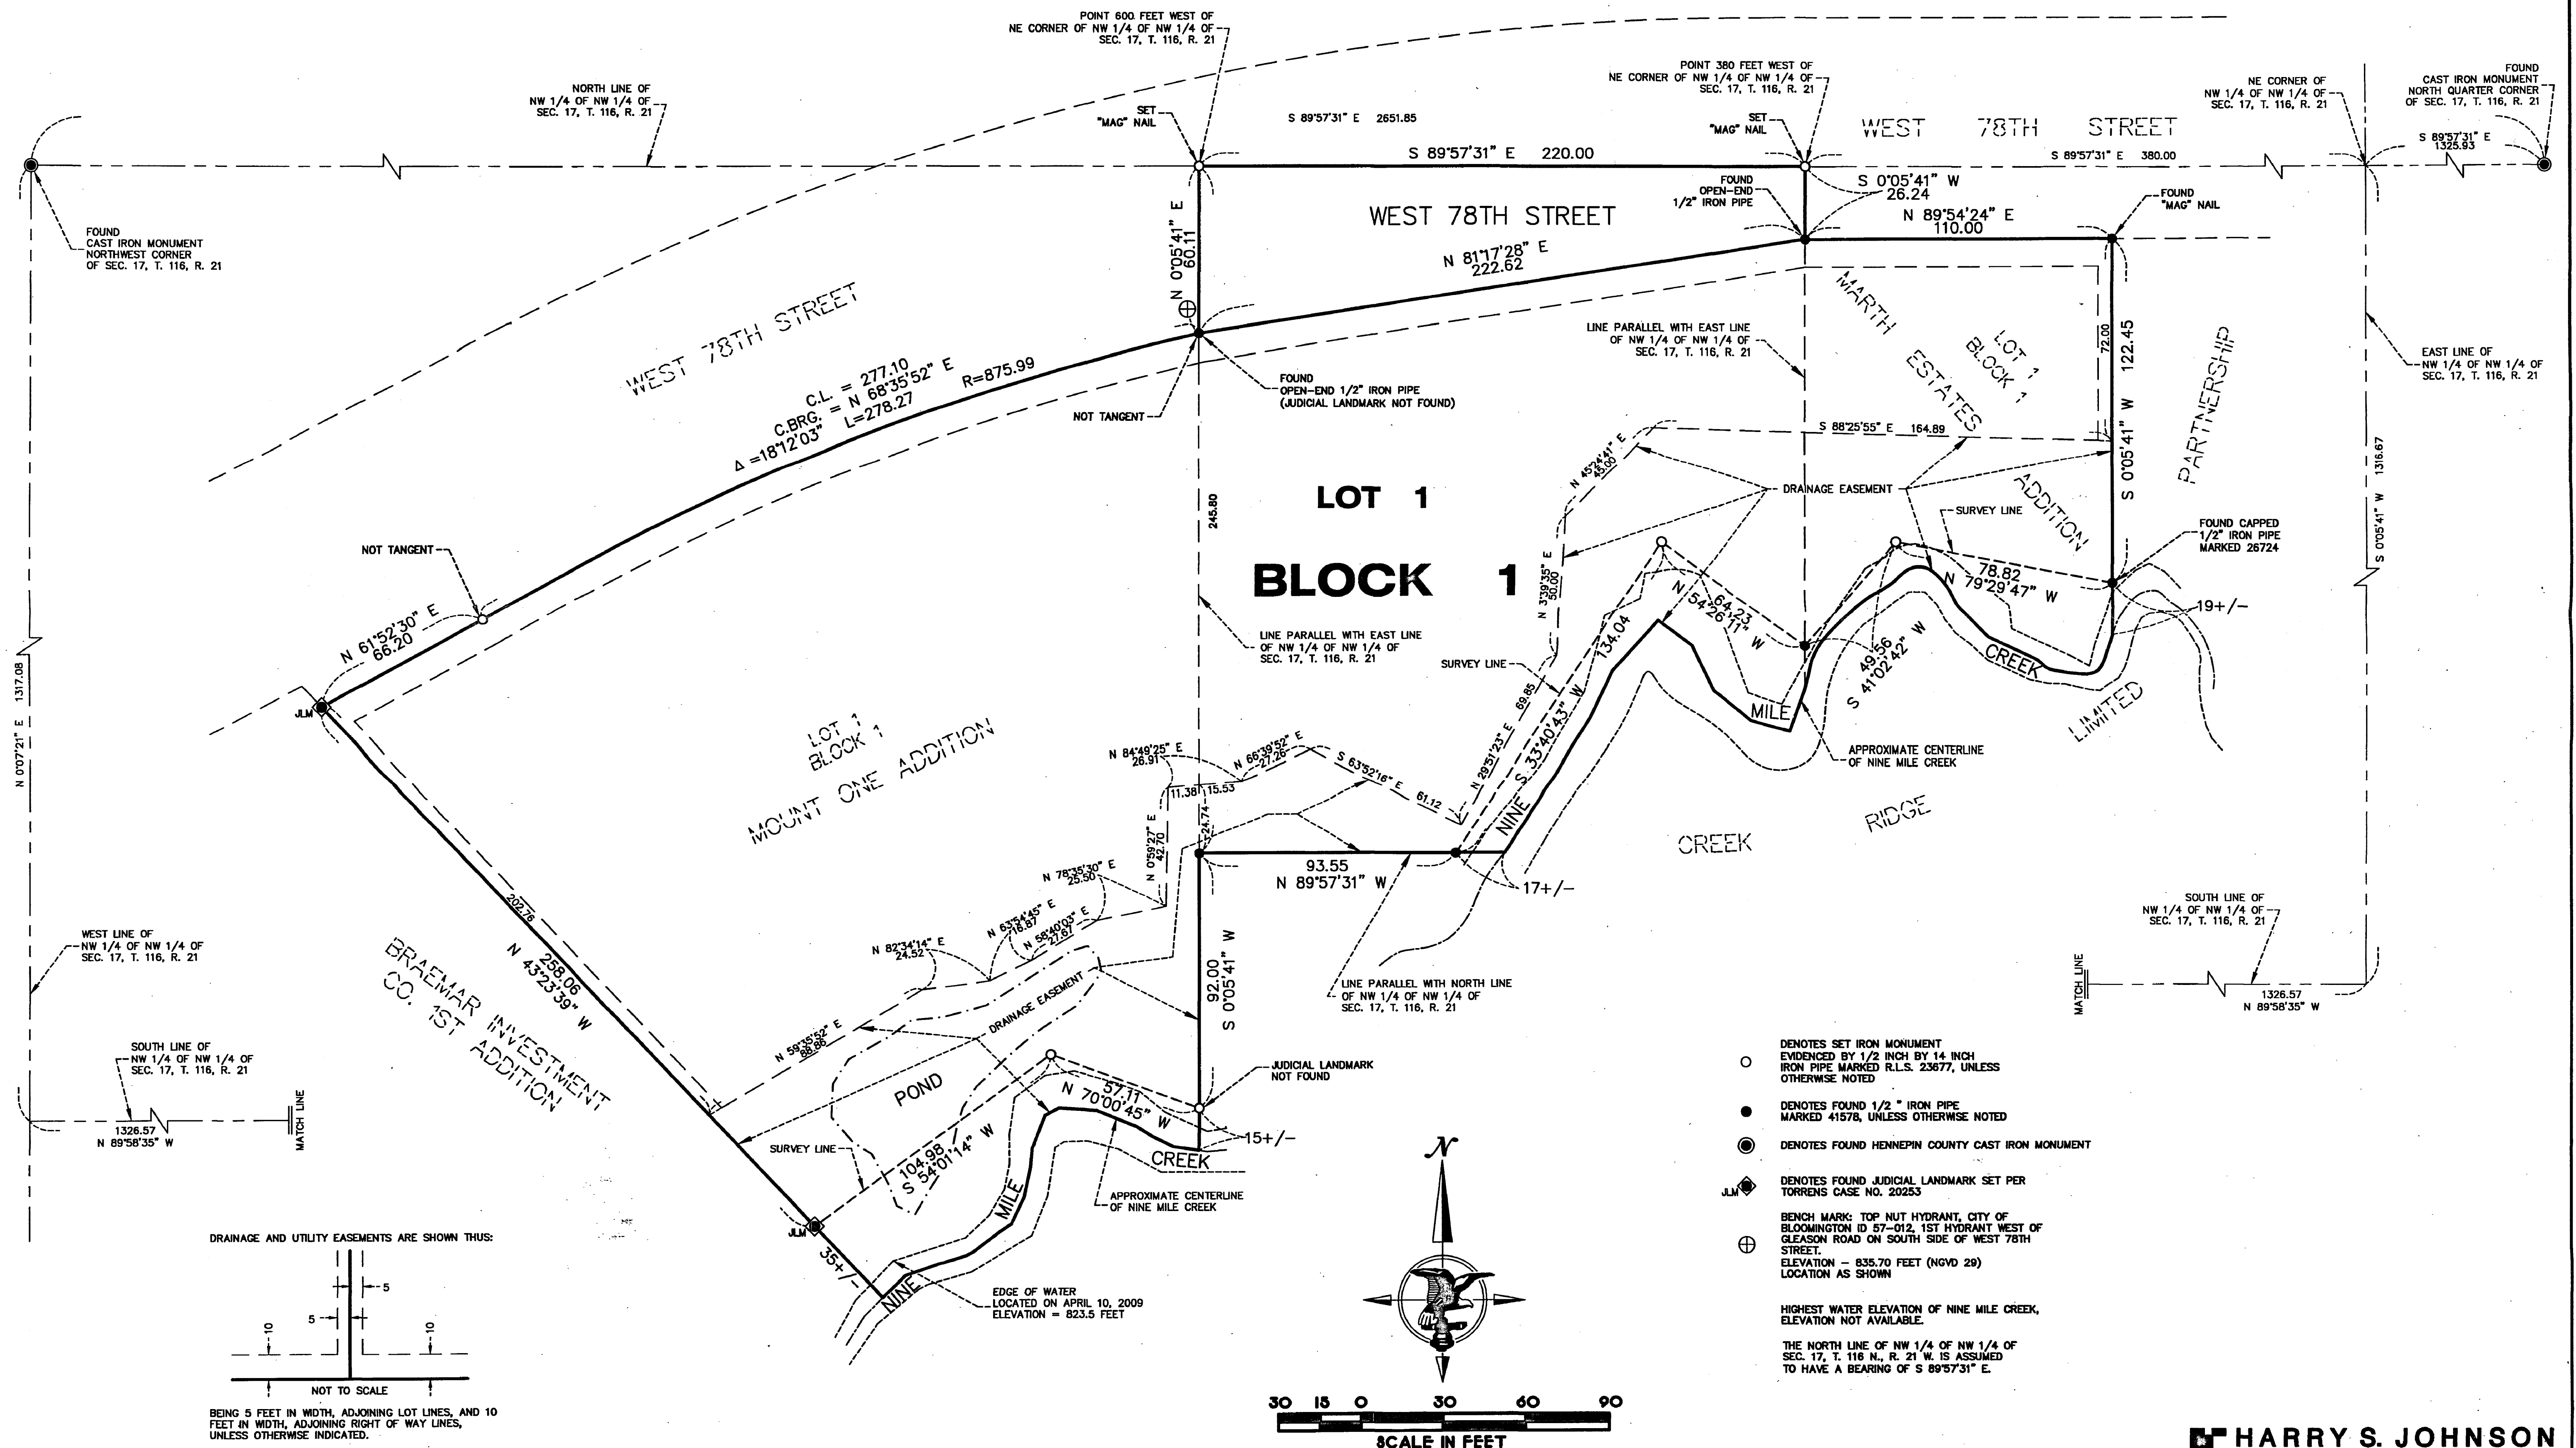 POINT 600 FEET WEST OF
NE CORNER OF NW 1/4 OF NW 1/4 OF
SEC. 17, T. 116, R. 21
NORTH LINE OF
NW 1/4 OF NW 1/4 OF
SEC. 17, T. 116, R. 21
SET
"MAG" NAIL
S 89°57'31" E 2651.85
POINT 380 FEET WEST OF
NE CORNER OF NW 1/4 OF NW 1/4 OF
SEC. 17, T. 116, R. 21
SET
"MAG" NAIL
WEST 78TH STREET
NE CORNER OF
NW 1/4 OF NW 1/4 OF
SEC. 17, T. 116, R. 21
FOUND
CAST IRON MONUMENT
NORTH QUARTER CORNER
OF SEC. 17, T. 116, R. 21
S 89°57'31" E
1325.93
S 89°57'31" E 380.00
S 89°57'31" E 220.00
FOUND
CAST IRON MONUMENT
NORTHWEST CORNER
OF SEC. 17, T. 116, R. 21
N 0°05'41" E
60.11
WEST 78TH STREET
FOUND
OPEN-END
1/2" IRON PIPE
S 0°05'41" W
26.24
N 89°54'24" E
110.00
FOUND
"MAG" NAIL
N 81°17'28" E
222.62
WEST 78TH STREET
C.L. = 277.10
C.BRG. = N 68°35'52" E
Δ =18°12'03" L=278.27
R=875.99
NOT TANGENT
FOUND
OPEN-END 1/2" IRON PIPE
(JUDICIAL LANDMARK NOT FOUND)
LINE PARALLEL WITH EAST LINE
OF NW 1/4 OF NW 1/4 OF
SEC. 17, T. 116, R. 21
MARTH
ESTATES
ADDITION
LOT 1
BLOCK 1
72.00
S 0°05'41" W 122.45
PARTNERSHIP
EAST LINE OF
NW 1/4 OF NW 1/4 OF
SEC. 17, T. 116, R. 21
S 0°05'41" W 1316.67
S 88°25'55" E 164.89
N 45°24'41" E
45.00
DRAINAGE EASEMENT
SURVEY LINE
FOUND CAPPED
1/2" IRON PIPE
MARKED 26724
245.80
LOT 1
BLOCK 1
N 3°39'35" E
50.00
NOT TANGENT
N 61°52'30" E
66.20
JLM
N 0°07'21" E 1317.08
LINE PARALLEL WITH EAST LINE
OF NW 1/4 OF NW 1/4 OF
SEC. 17, T. 116, R. 21
SURVEY LINE
134.04
S 33°40'43" W
64.23
N 54°26'11" W
49.56
S 41°02'42" W
78.82
N 79°29'47" W
19+/-
NINE
MILE
CREEK
LIMITED
APPROXIMATE CENTERLINE
OF NINE MILE CREEK
LOT 1
BLOCK 1
MOUNT ONE ADDITION
N 84°49'25" E
26.91
N 66°39'52" E
27.26
S 63°52'16" E
61.12
N 29°51'23" E 69.85
11.38
15.53
24.74
N 0°59'27" E
42.70
93.55
N 89°57'31" W
17+/-
CREEK
RIDGE
N 78°35'30" E
25.50
N 63°54'45" E
16.87
N 58°40'03" E
27.67
N 82°34'14" E
24.52
N 59°35'52" E
88.86
202.76
258.06
N 43°23'39" W
BRAEMAR INVESTMENT
CO. 1ST ADDITION
WEST LINE OF
NW 1/4 OF NW 1/4 OF
SEC. 17, T. 116, R. 21
SOUTH LINE OF
NW 1/4 OF NW 1/4 OF
SEC. 17, T. 116, R. 21
1326.57
N 89°58'35" W
MATCH LINE
DRAINAGE EASEMENT
92.00
S 0°05'41" W
LINE PARALLEL WITH NORTH LINE
OF NW 1/4 OF NW 1/4 OF
SEC. 17, T. 116, R. 21
SOUTH LINE OF
NW 1/4 OF NW 1/4 OF
SEC. 17, T. 116, R. 21
MATCH LINE
1326.57
N 89°58'35" W
JUDICIAL LANDMARK
NOT FOUND
POND
57.11
N 70°00'45" W
15+/-
SURVEY LINE
104.98
S 54°01'14" W
JLM
35+/-
NINE
MILE
CREEK
APPROXIMATE CENTERLINE
OF NINE MILE CREEK
EDGE OF WATER
LOCATED ON APRIL 10, 2009
ELEVATION = 823.5 FEET
DRAINAGE AND UTILITY EASEMENTS ARE SHOWN THUS:
5
5
10
10
NOT TO SCALE
BEING 5 FEET IN WIDTH, ADJOINING LOT LINES, AND 10
FEET IN WIDTH, ADJOINING RIGHT OF WAY LINES,
UNLESS OTHERWISE INDICATED.
N
30 15 0 30 60 90
SCALE IN FEET
DENOTES SET IRON MONUMENT
EVIDENCED BY 1/2 INCH BY 14 INCH
IRON PIPE MARKED R.L.S. 23677, UNLESS
OTHERWISE NOTED
DENOTES FOUND 1/2 " IRON PIPE
MARKED 41578, UNLESS OTHERWISE NOTED
DENOTES FOUND HENNEPIN COUNTY CAST IRON MONUMENT
JLM
DENOTES FOUND JUDICIAL LANDMARK SET PER
TORRENS CASE NO. 20253
BENCH MARK: TOP NUT HYDRANT, CITY OF
BLOOMINGTON ID 57-012, 1ST HYDRANT WEST OF
GLEASON ROAD ON SOUTH SIDE OF WEST 78TH
STREET.
ELEVATION - 835.70 FEET (NGVD 29)
LOCATION AS SHOWN
HIGHEST WATER ELEVATION OF NINE MILE CREEK,
ELEVATION NOT AVAILABLE.
THE NORTH LINE OF NW 1/4 OF NW 1/4 OF
SEC. 17, T. 116 N., R. 21 W. IS ASSUMED
TO HAVE A BEARING OF S 89°57'31" E.
HARRY S. JOHNSON